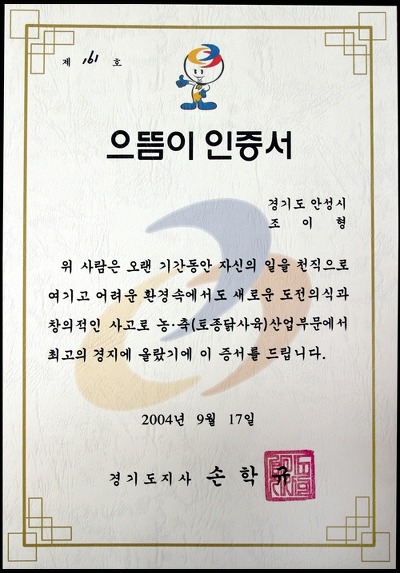 제 161 호
으뜸이 인증서
경기도 안성시
조 이 형
위 사람은 오랜 기간동안 자신의 일을 천직으로
여기고 어려운 환경속에서도 새로운 도전의식과
창의적인 사고로 농·축(토종닭사육)산업부문에서
최고의 경지에 올랐기에 이 증서를 드립니다.
2004년 9월 17일
경기도지사 손 학 규